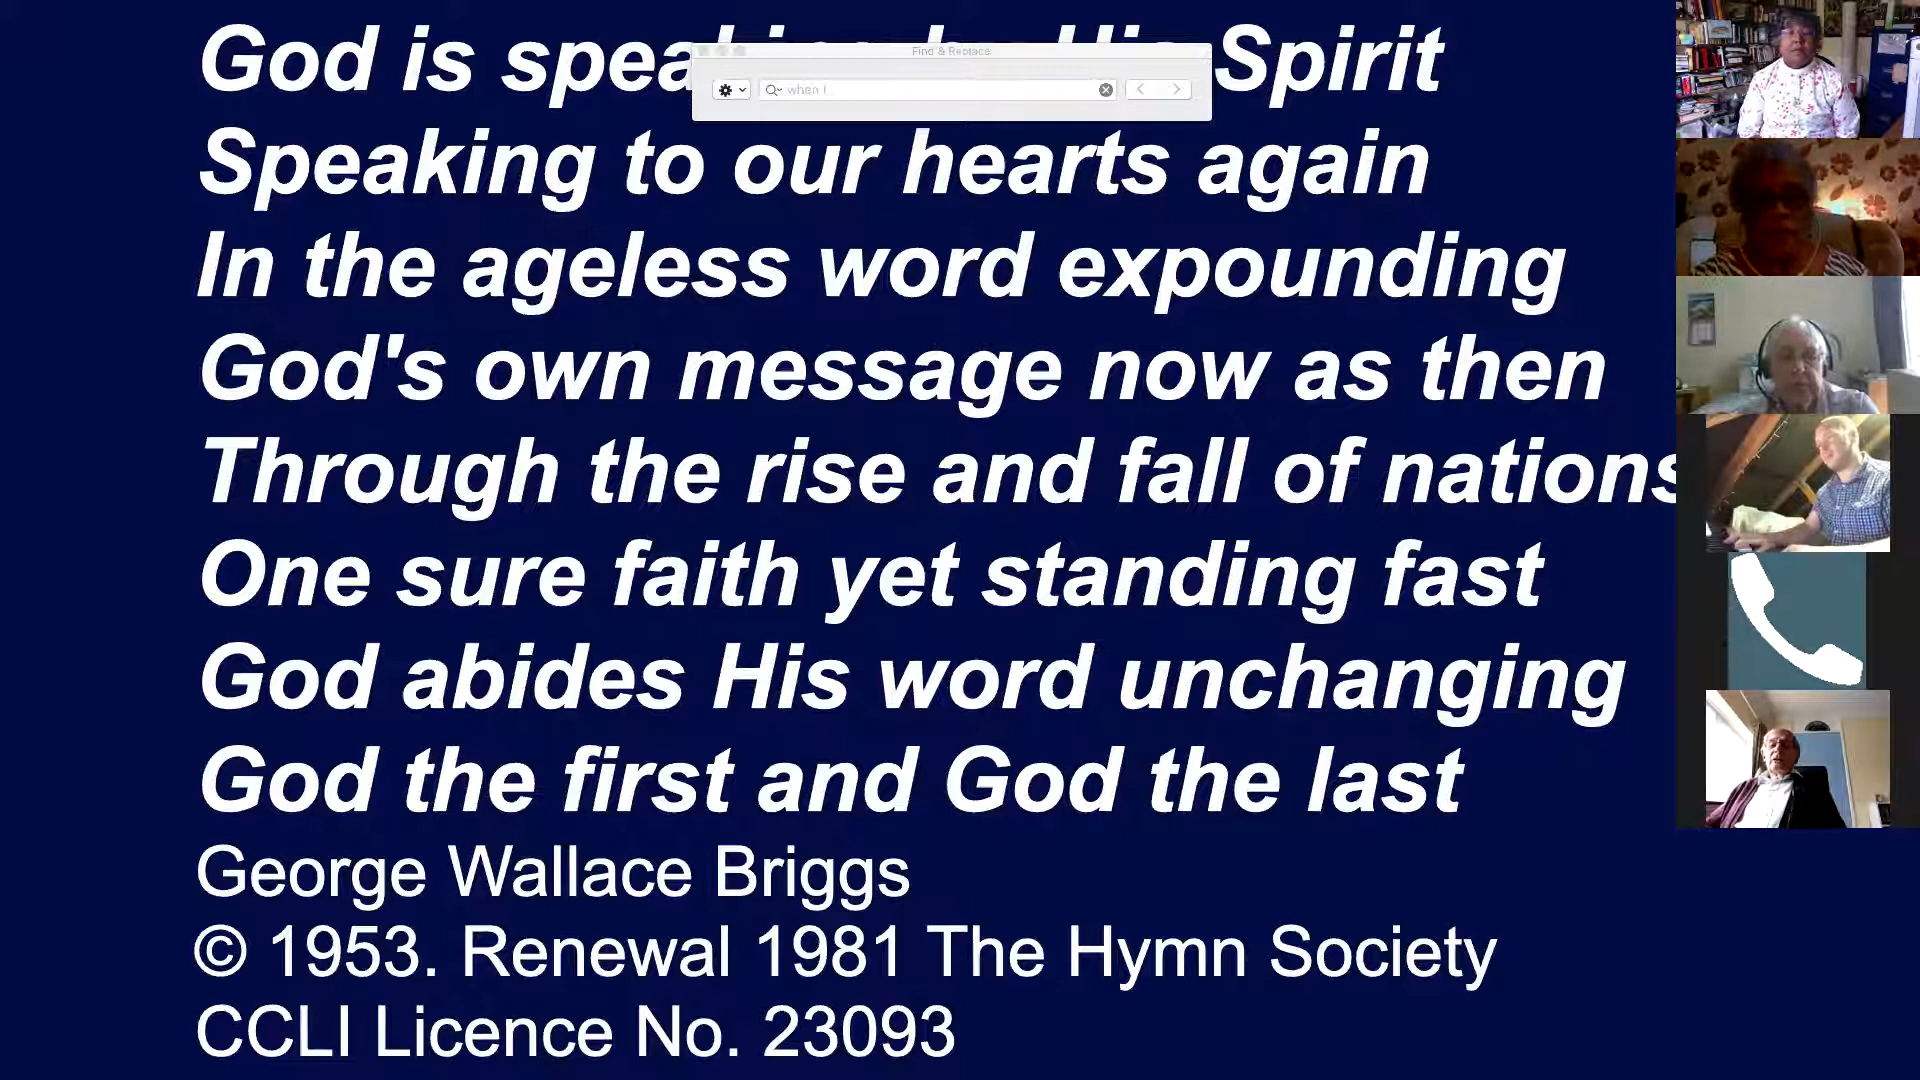 God is spea Spirit
Find & Replace
when I
Speaking to our hearts again
In the ageless word expounding
God's own message now as then
Through the rise and fall of nations
One sure faith yet standing fast
God abides His word unchanging
God the first and God the last
George Wallace Briggs
© 1953. Renewal 1981 The Hymn Society
CCLI Licence No. 23093